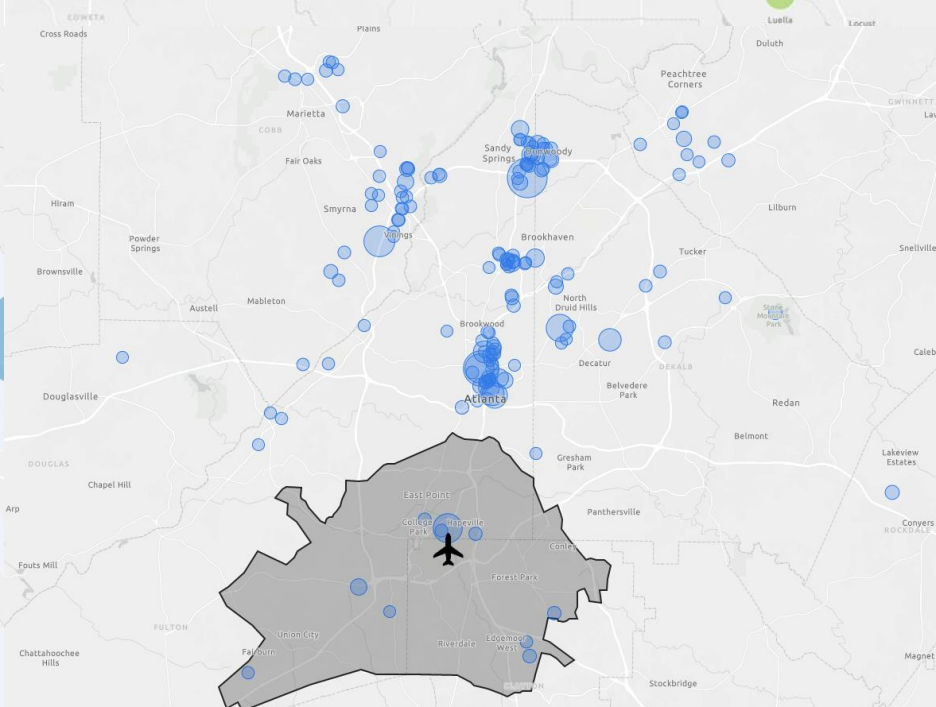 COWETA
Luella
Locust
Cross Roads
Plains
Duluth
Peachtree
Corners
GWINNETT
Marietta
COBB
Sandy
Springs
Dunwoody
Fair Oaks
Hiram
Smyrna
Lilburn
Powder
Springs
Vinings
Brookhaven
Tucker
Snellville
Brownsville
Mableton
Austell
North
Druid Hills
Stone
Mountain
Park
Brookwood
Decatur
DEKALB
Douglasville
Belvedere
Park
Atlanta
Redan
Belmont
DOUGLAS
Gresham
Park
Lakeview
Estates
Chapel Hill
East Point
Arp
College
Park
Hapeville
Panthersville
Conyers
ROCKDALE
Conley
Fouts Mill
Forest Park
FULTON
Union City
Riverdale
Edgemoor
West
Fairburn
Chattahoochee
Hills
Magnet
Stockbridge
CLAYTON